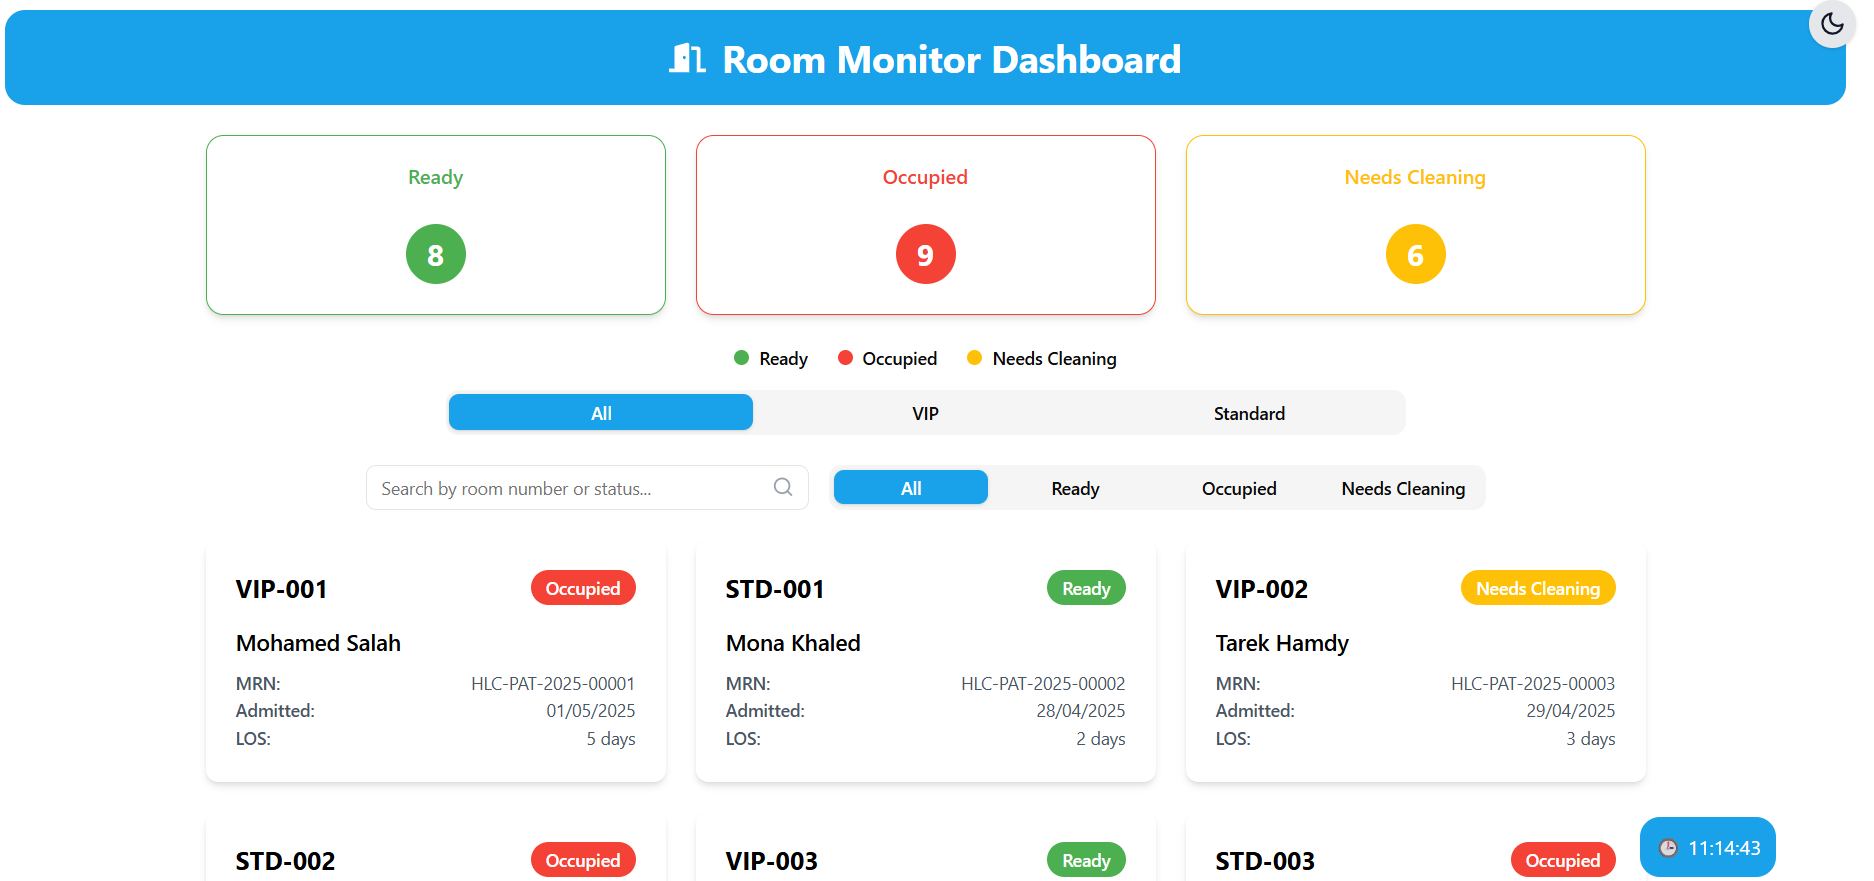 Room Monitor Dashboard
Ready
Occupied
Needs Cleaning
8
9
6
Ready
Occupied
Needs Cleaning
All
VIP
Standard
Search by room number or status...
All
Ready
Occupied
Needs Cleaning
VIP-001
Occupied
Mohamed Salah
MRN: HLC-PAT-2025-00001
Admitted: 01/05/2025
LOS: 5 days
STD-001
Ready
Mona Khaled
MRN: HLC-PAT-2025-00002
Admitted: 28/04/2025
LOS: 2 days
VIP-002
Needs Cleaning
Tarek Hamdy
MRN: HLC-PAT-2025-00003
Admitted: 29/04/2025
LOS: 3 days
STD-002
Occupied
VIP-003
Ready
STD-003
Occupied
11:14:43